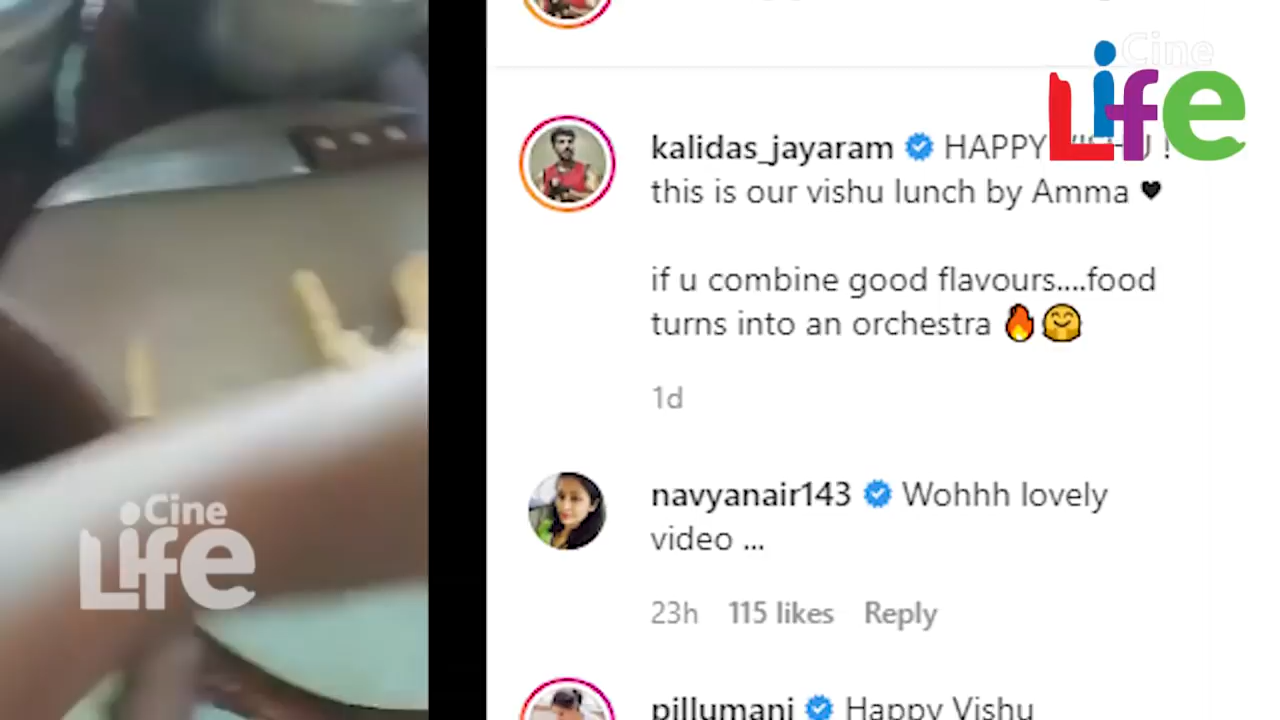 Cine
Life
kalidas_jayaram HAPPY VISHU !
this is our vishu lunch by Amma 🖤
if u combine good flavours....food
turns into an orchestra 🔥🤗
1d
navyanair143 Wohhh lovely
video ...
23h 115 likes Reply
Cine
Life
pillumani Happy Vishu